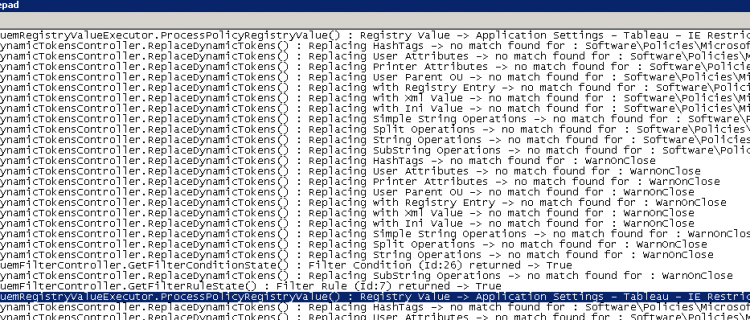 epad
uemRegistryValueExecutor.ProcessPolicyRegistryValue() : Registry Value -> Application Settings - Tableau - IE Restric
ynamicTokensController.ReplaceDynamicTokens() : Replacing HashTags -> no match found for : Software\Policies\Microsof
ynamicTokensController.ReplaceDynamicTokens() : Replacing User Attributes -> no match found for : Software\Policies\M
ynamicTokensController.ReplaceDynamicTokens() : Replacing Printer Attributes -> no match found for : Software\Policie
ynamicTokensController.ReplaceDynamicTokens() : Replacing User Parent OU -> no match found for : Software\Policies\Mi
ynamicTokensController.ReplaceDynamicTokens() : Replacing with Registry Entry -> no match found for : Software\Polici
ynamicTokensController.ReplaceDynamicTokens() : Replacing with Xml Value -> no match found for : Software\Policies\Mi
ynamicTokensController.ReplaceDynamicTokens() : Replacing with Ini Value -> no match found for : Software\Policies\Mi
ynamicTokensController.ReplaceDynamicTokens() : Replacing Simple String Operations -> no match found for : Software\P
ynamicTokensController.ReplaceDynamicTokens() : Replacing Split Operations -> no match found for : Software\Policies\
ynamicTokensController.ReplaceDynamicTokens() : Replacing String Operations -> no match found for : Software\Policies
ynamicTokensController.ReplaceDynamicTokens() : Replacing SubString Operations -> no match found for : Software\Polic
ynamicTokensController.ReplaceDynamicTokens() : Replacing HashTags -> no match found for : WarnOnClose
ynamicTokensController.ReplaceDynamicTokens() : Replacing User Attributes -> no match found for : WarnOnClose
ynamicTokensController.ReplaceDynamicTokens() : Replacing Printer Attributes -> no match found for : WarnOnClose
ynamicTokensController.ReplaceDynamicTokens() : Replacing User Parent OU -> no match found for : WarnOnClose
ynamicTokensController.ReplaceDynamicTokens() : Replacing with Registry Entry -> no match found for : WarnOnClose
ynamicTokensController.ReplaceDynamicTokens() : Replacing with Xml Value -> no match found for : WarnOnClose
ynamicTokensController.ReplaceDynamicTokens() : Replacing with Ini Value -> no match found for : WarnOnClose
ynamicTokensController.ReplaceDynamicTokens() : Replacing Simple String Operations -> no match found for : WarnOnClose
ynamicTokensController.ReplaceDynamicTokens() : Replacing Split Operations -> no match found for : WarnOnClose
ynamicTokensController.ReplaceDynamicTokens() : Replacing String Operations -> no match found for : WarnOnClose
uemFilterController.GetFilterConditionState() : Filter Condition (Id:26) returned -> True
ynamicTokensController.ReplaceDynamicTokens() : Replacing SubString Operations -> no match found for : WarnOnClose
uemFilterController.GetFilterRuleState() : Filter Rule (Id:7) returned -> True
uemRegistryValueExecutor.ProcessPolicyRegistryValue() : Registry Value -> Application Settings - Tableau - IE Restric
ynamicTokensController.ReplaceDynamicTokens() : Replacing HashTags -> no match found for : Software\Policies\Microsof
ynamicTokensController.ReplaceDynamicTokens() : Replacing User Attributes -> no match found for : Software\Policies\M